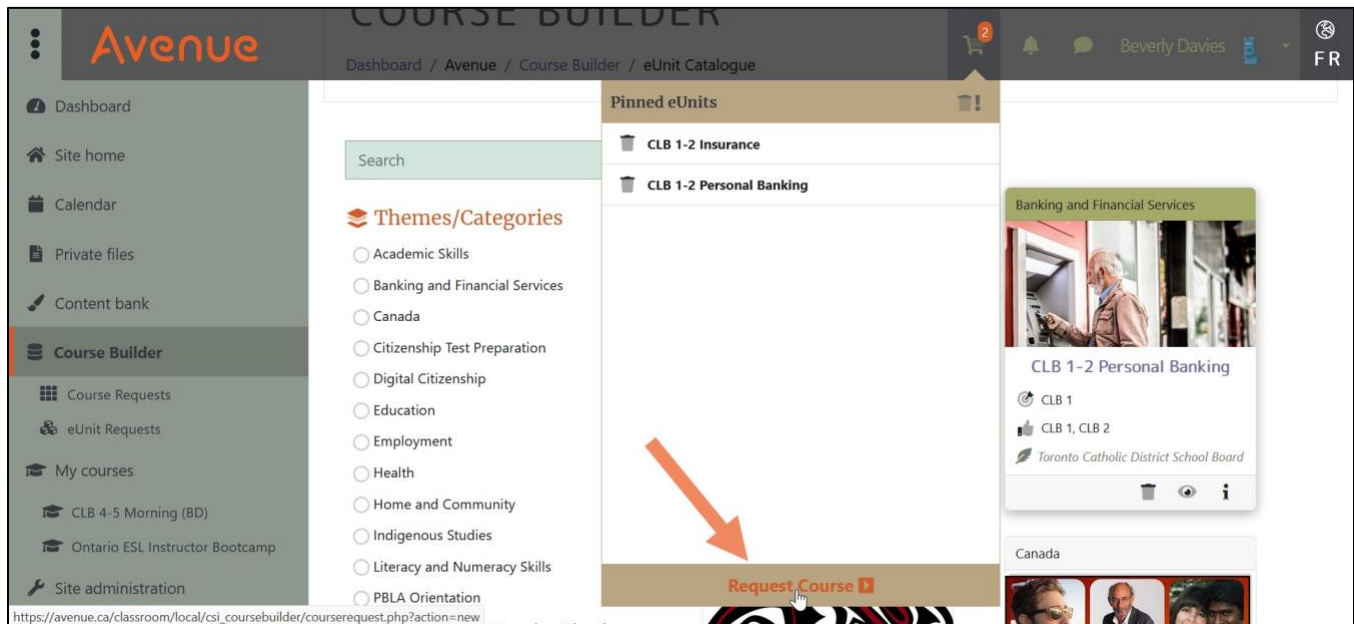 COURSE BUILDER
Avenue
Dashboard / Avenue / Course Builder / eUnit Catalogue
2
Beverly Davies
FR
Dashboard
Site home
Calendar
Private files
Content bank
Course Builder
Course Requests
eUnit Requests
My courses
CLB 4-5 Morning (BD)
Ontario ESL Instructor Bootcamp
Site administration
https://avenue.ca/classroom/local/csi_coursebuilder/courserequest.php?action=new
Search
Themes/Categories
Academic Skills
Banking and Financial Services
Canada
Citizenship Test Preparation
Digital Citizenship
Education
Employment
Health
Home and Community
Indigenous Studies
Literacy and Numeracy Skills
PBLA Orientation
Pinned eUnits
CLB 1-2 Insurance
CLB 1-2 Personal Banking
Request Course
Banking and Financial Services
CLB 1-2 Personal Banking
CLB 1
CLB 1, CLB 2
Toronto Catholic District School Board
Canada